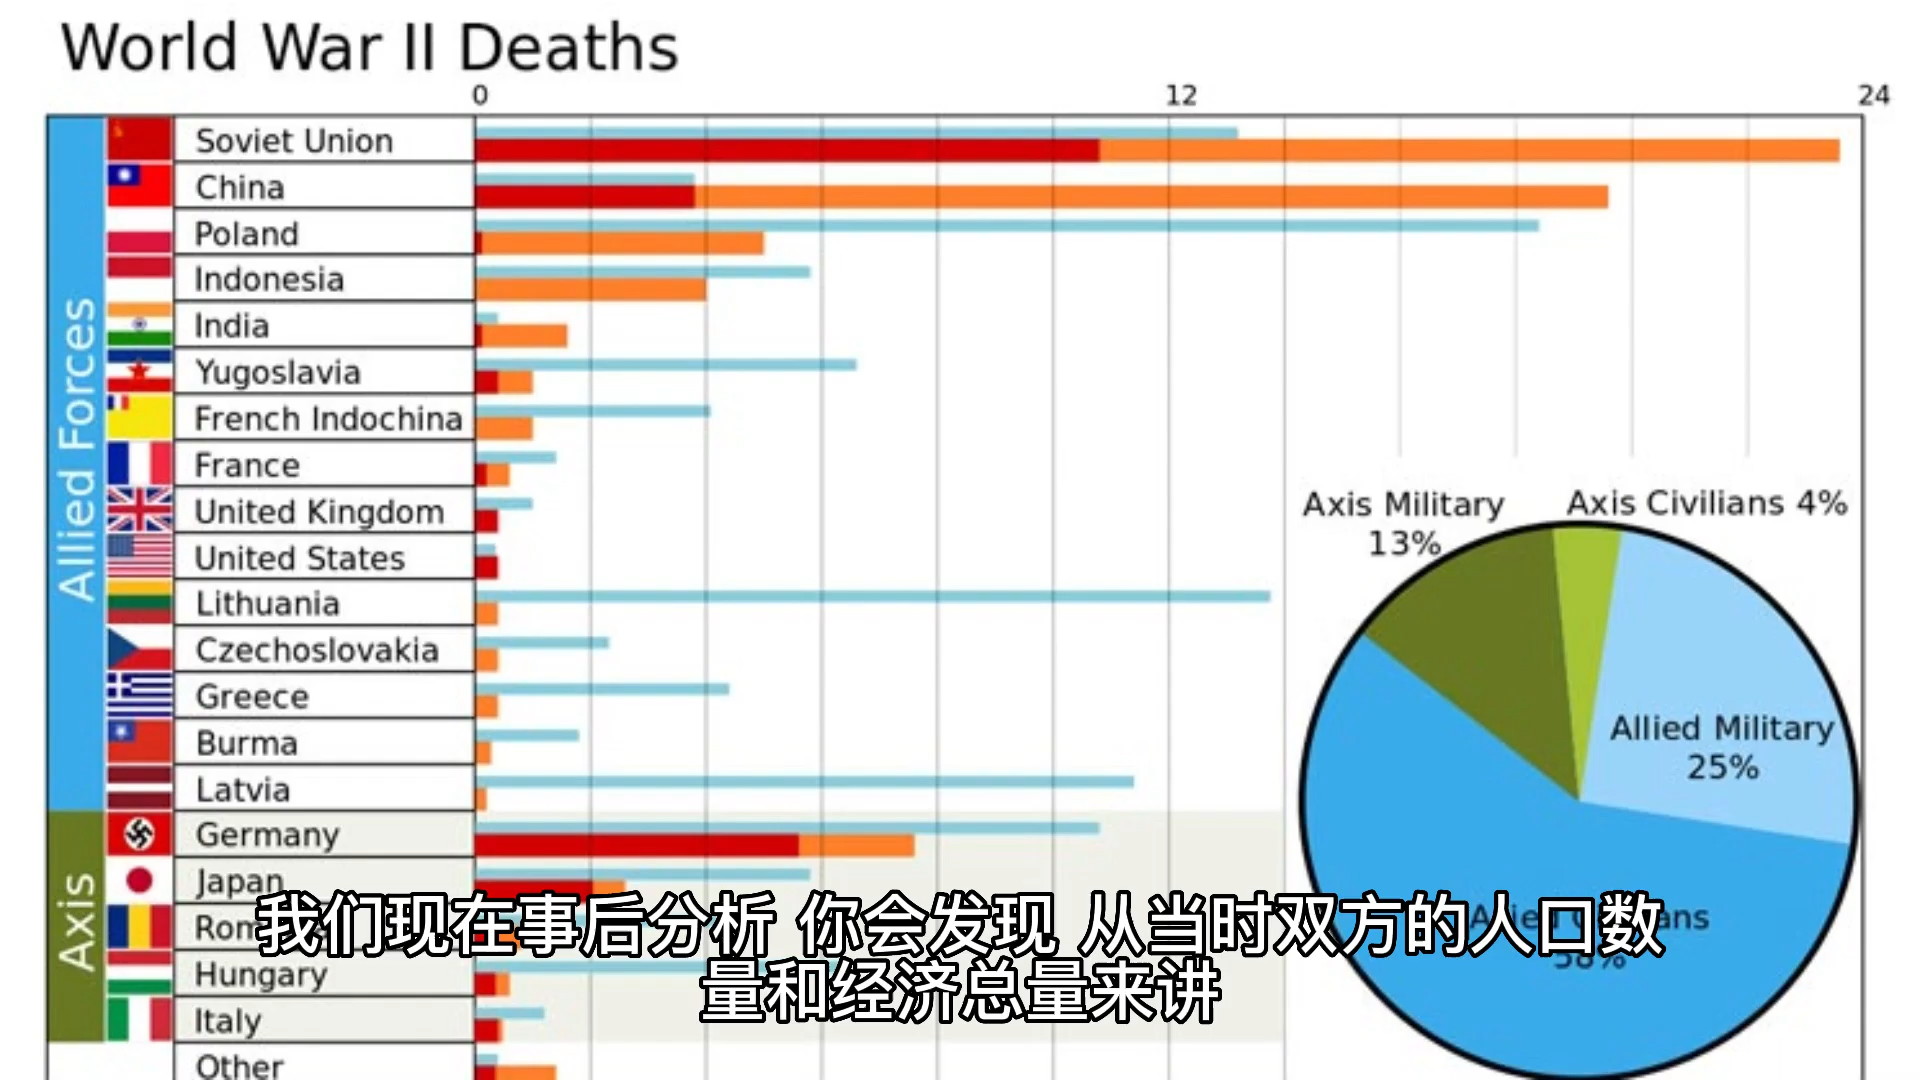 World War II Deaths
0 12 24
Allied Forces
Soviet Union
China
Poland
Indonesia
India
Yugoslavia
French Indochina
France
United Kingdom
United States
Lithuania
Czechoslovakia
Greece
Burma
Latvia
Axis
Germany
Japan
Hungary
Italy
Other
Axis Military
13%
Axis Civilians 4%
Allied Military
25%
58%
我们现在事后分析 你会发现 从当时双方的人口数
量和经济总量来讲